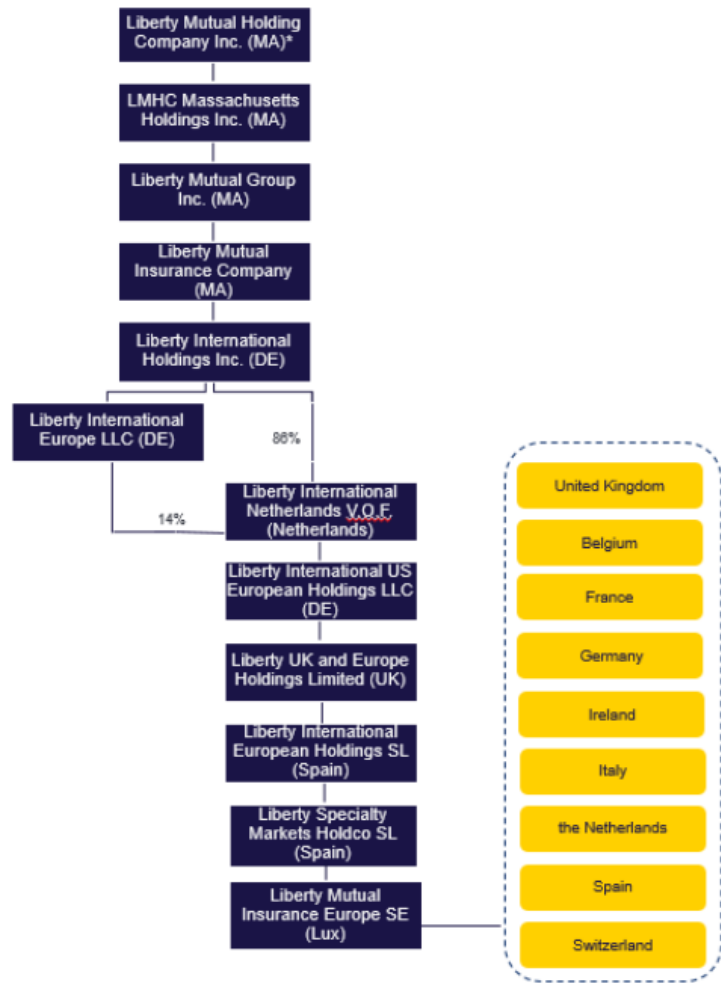 Liberty Mutual Holding
Company Inc. (MA)*
LMHC Massachusetts
Holdings Inc. (MA)
Liberty Mutual Group
Inc. (MA)
Liberty Mutual
Insurance Company
(MA)
Liberty International
Holdings Inc. (DE)
Liberty International
Europe LLC (DE)
86%
14%
Liberty International
Netherlands V.O.F.
(Netherlands)
Liberty International US
European Holdings LLC
(DE)
Liberty UK and Europe
Holdings Limited (UK)
Liberty International
European Holdings SL
(Spain)
Liberty Specialty
Markets Holdco SL
(Spain)
Liberty Mutual
Insurance Europe SE
(Lux)
United Kingdom
Belgium
France
Germany
Ireland
Italy
the Netherlands
Spain
Switzerland